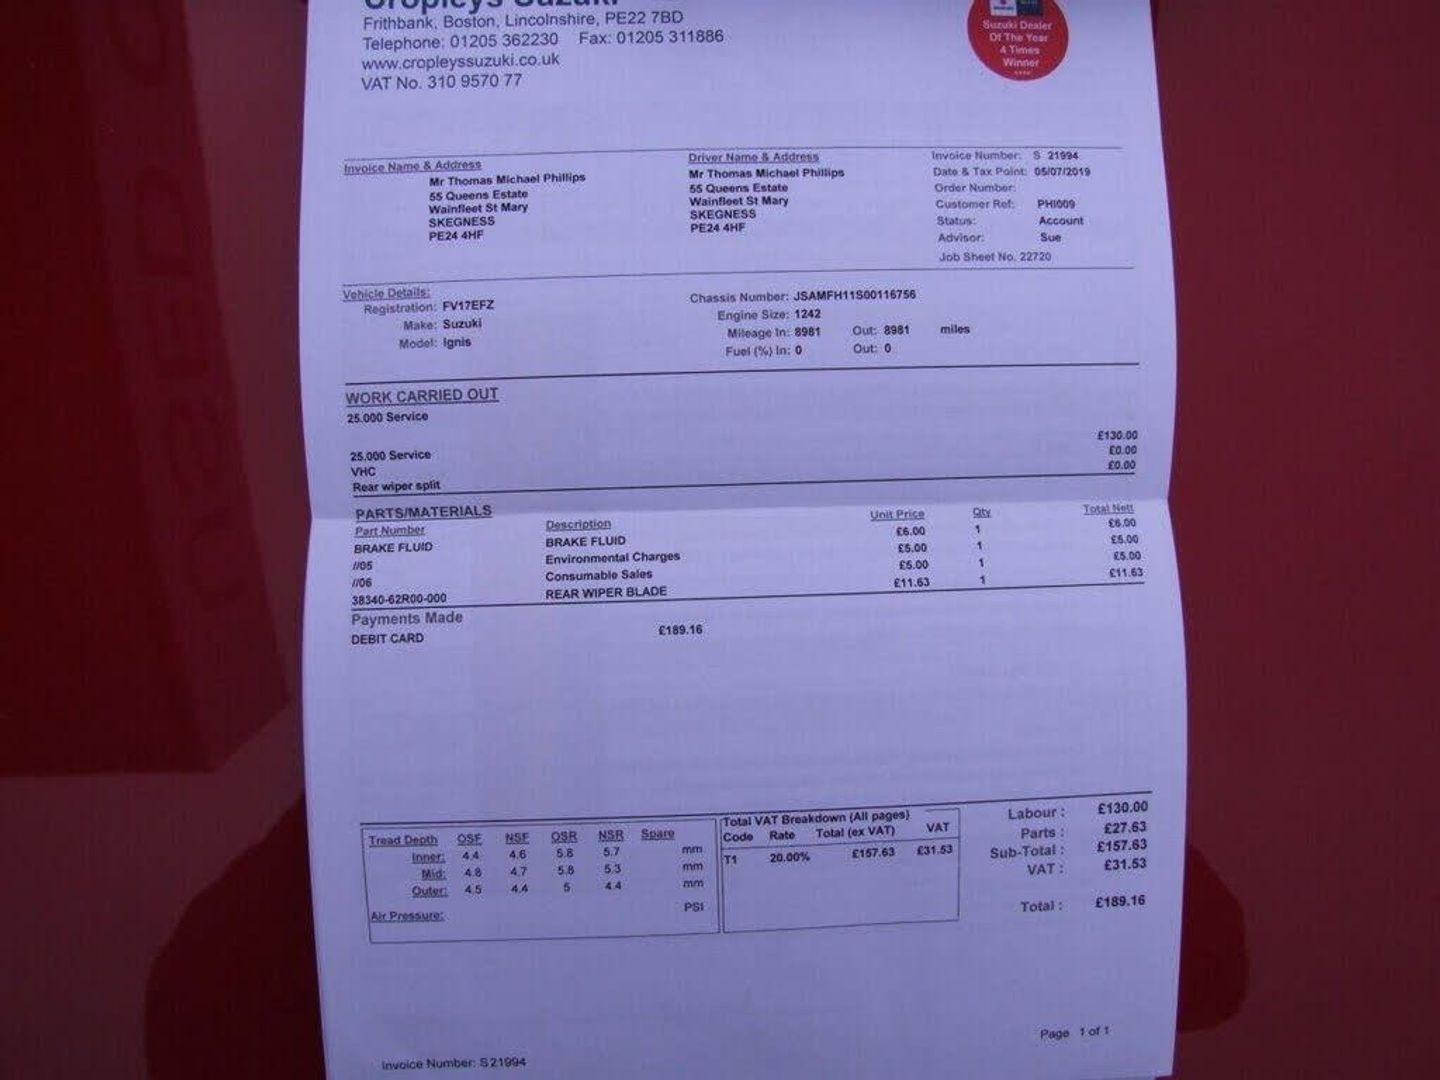 Cropleys Suzuki
Frithbank, Boston, Lincolnshire, PE22 7BD
Telephone: 01205 362230 Fax: 01205 311886
www.cropleyssuzuki.co.uk
VAT No. 310 9570 77
Suzuki Dealer
Of The Year
4 Times
Winner
Invoice Name & Address
Mr Thomas Michael Phillips
55 Queens Estate
Wainfleet St Mary
SKEGNESS
PE24 4HF
Driver Name & Address
Mr Thomas Michael Phillips
55 Queens Estate
Wainfleet St Mary
SKEGNESS
PE24 4HF
Invoice Number: S 21994
Date & Tax Point: 05/07/2019
Order Number:
Customer Ref: PHI009
Status: Account
Advisor: Sue
Job Sheet No. 22720
Vehicle Details:
Registration: FV17EFZ
Make: Suzuki
Model: Ignis
Chassis Number: JSAMFH11S00116756
Engine Size: 1242
Mileage In: 8981 Out: 8981 miles
Fuel (%) In: 0 Out: 0
WORK CARRIED OUT
25.000 Service
25.000 Service £130.00
VHC £0.00
Rear wiper split £0.00
PARTS/MATERIALS
Part Number Description Unit Price Qty Total Nett
BRAKE FLUID BRAKE FLUID £6.00 1 £6.00
//05 Environmental Charges £5.00 1 £5.00
//06 Consumable Sales £5.00 1 £5.00
38340-62R00-000 REAR WIPER BLADE £11.63 1 £11.63
Payments Made
DEBIT CARD £189.16
Tread Depth OSF NSF OSR NSR Spare
Inner: 4.4 4.6 5.8 5.7 mm
Mid: 4.8 4.7 5.8 5.3 mm
Outer: 4.5 4.4 5 4.4 mm
Air Pressure: PSI
Total VAT Breakdown (All pages)
Code Rate Total (ex VAT) VAT
T1 20.00% £157.63 £31.53
Labour : £130.00
Parts : £27.63
Sub-Total : £157.63
VAT : £31.53
Total : £189.16
Page 1 of 1
Invoice Number: S 21994